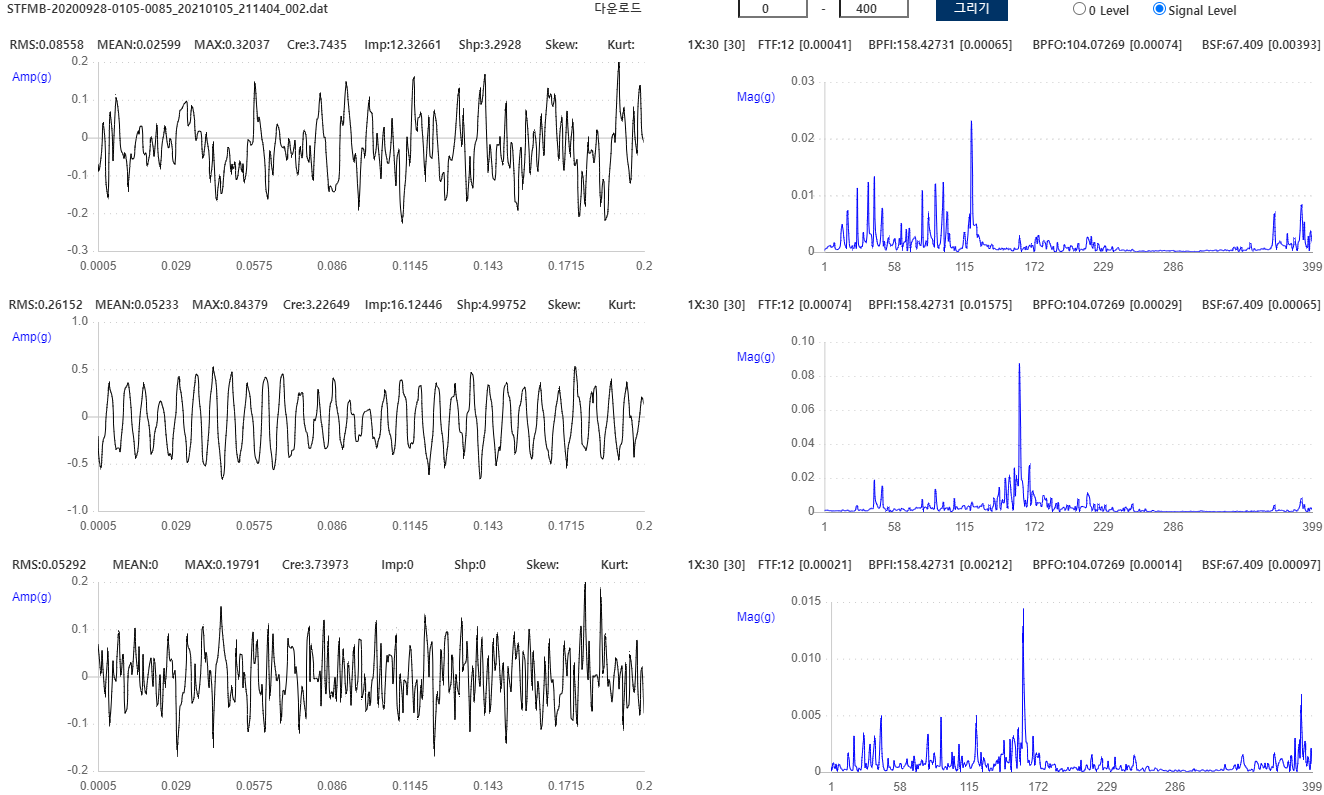 STFMB-20200928-0105-0085_20210105_211404_002.dat 다운로드 0 - 400 그리기 0 Level Signal Level
RMS:0.08558 MEAN:0.02599 MAX:0.32037 Cre:3.7435 Imp:12.32661 Shp:3.2928 Skew: Kurt:
Amp(g)
0.2
0.1
0
-0.1
-0.2
-0.3
0.0005 0.029 0.0575 0.086 0.1145 0.143 0.1715 0.2
1X:30 [30] FTF:12 [0.00041] BPFI:158.42731 [0.00065] BPFO:104.07269 [0.00074] BSF:67.409 [0.00393]
Mag(g)
0.03
0.02
0.01
0
1 58 115 172 229 286 399
RMS:0.26152 MEAN:0.05233 MAX:0.84379 Cre:3.22649 Imp:16.12446 Shp:4.99752 Skew: Kurt:
Amp(g)
1.0
0.5
0
-0.5
-1.0
0.0005 0.029 0.0575 0.086 0.1145 0.143 0.1715 0.2
1X:30 [30] FTF:12 [0.00074] BPFI:158.42731 [0.01575] BPFO:104.07269 [0.00029] BSF:67.409 [0.00065]
Mag(g)
0.10
0.08
0.06
0.04
0.02
0
1 58 115 172 229 286 399
RMS:0.05292 MEAN:0 MAX:0.19791 Cre:3.73973 Imp:0 Shp:0 Skew: Kurt:
Amp(g)
0.2
0.1
0
-0.1
-0.2
0.0005 0.029 0.0575 0.086 0.1145 0.143 0.1715 0.2
1X:30 [30] FTF:12 [0.00021] BPFI:158.42731 [0.00212] BPFO:104.07269 [0.00014] BSF:67.409 [0.00097]
Mag(g)
0.015
0.010
0.005
0
1 58 115 172 229 286 399